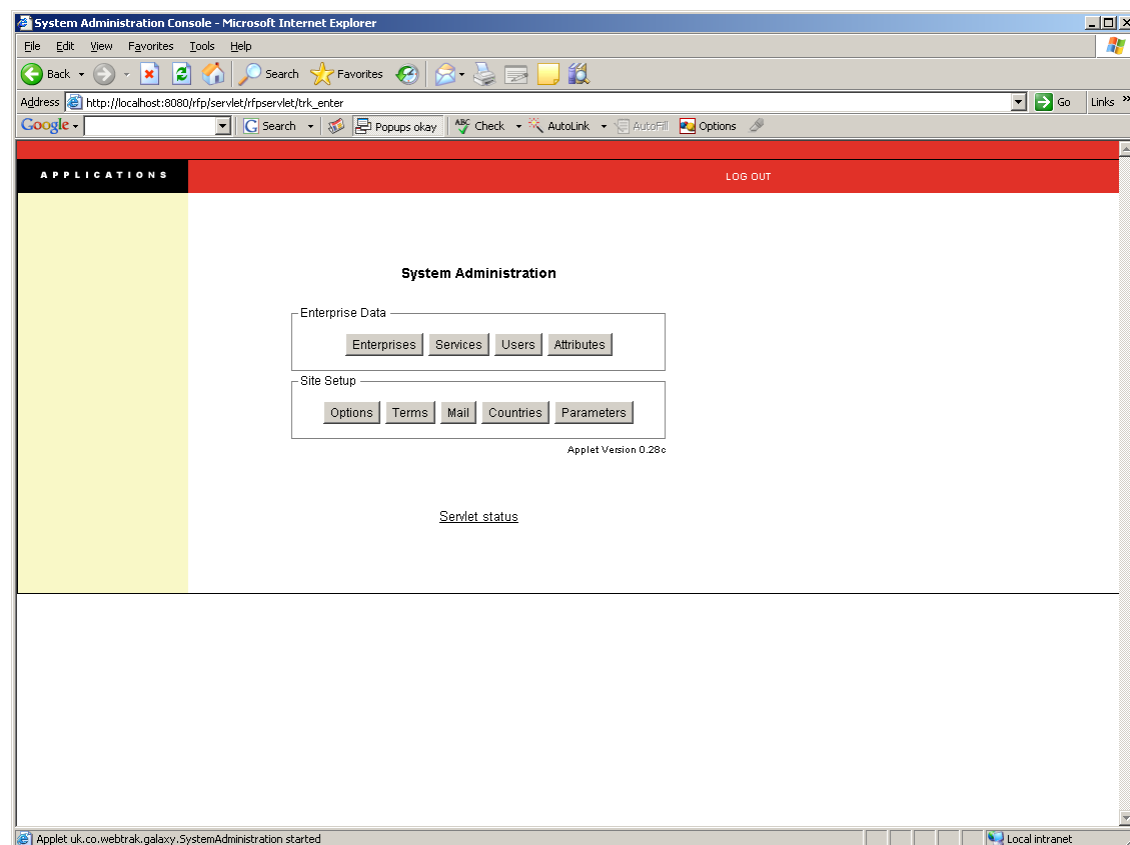 System Administration Console - Microsoft Internet Explorer
File Edit View Favorites Tools Help
Back Search Favorites
Address http://localhost:8080/rfp/servlet/rfpservlet/trk_enter Go Links »
Google Search Popups okay ABC Check AutoLink AutoFill Options
APPLICATIONS LOG OUT
System Administration
Enterprise Data
Enterprises Services Users Attributes
Site Setup
Options Terms Mail Countries Parameters
Applet Version 0.28c
Servlet status
Applet uk.co.webtrak.galaxy.SystemAdministration started Local intranet